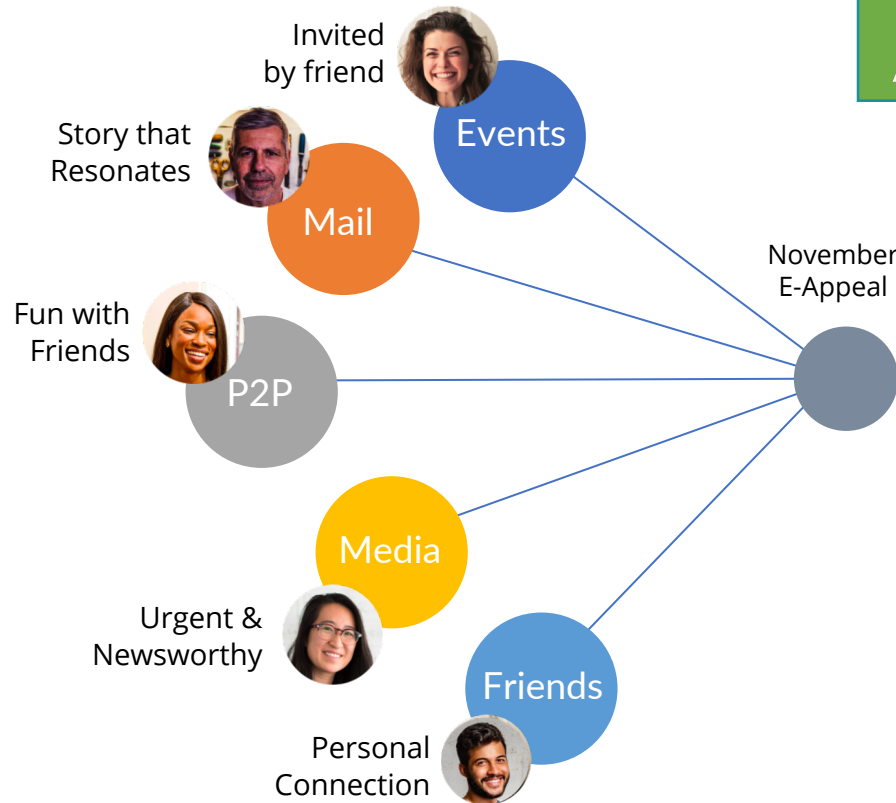 Invited
by friend
Events
Story that
Resonates
Mail
November
E-Appeal
Fun with
Friends
P2P
Media
Urgent &
Newsworthy
Friends
Personal
Connection